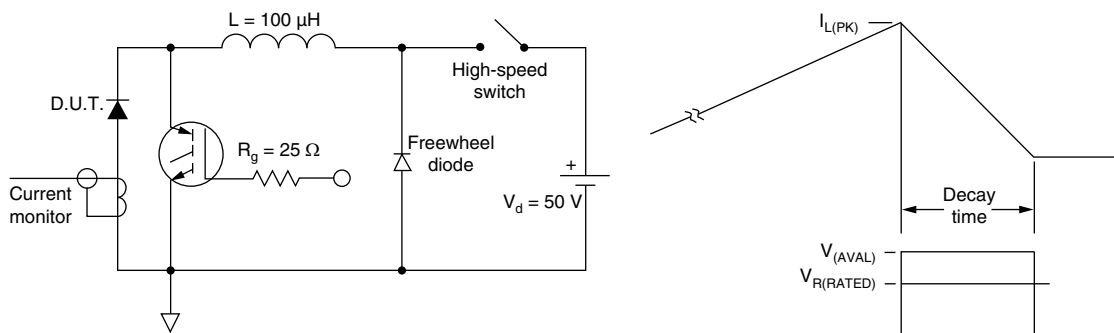 L = 100 µH
High-speed
switch
D.U.T.
R_g = 25 Ω
Freewheel
diode
+
V_d = 50 V
Current
monitor
I_L(PK)
Decay
time
V_(AVAL)
V_R(RATED)